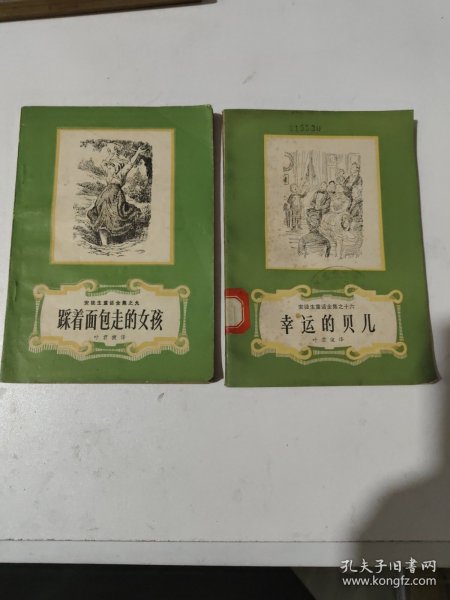 安徒生童话全集之九
踩着面包走的女孩
叶君健译
安徒生童话全集之十六
幸运的贝儿
叶君健译
孔夫子旧书网
www.kongfz.com